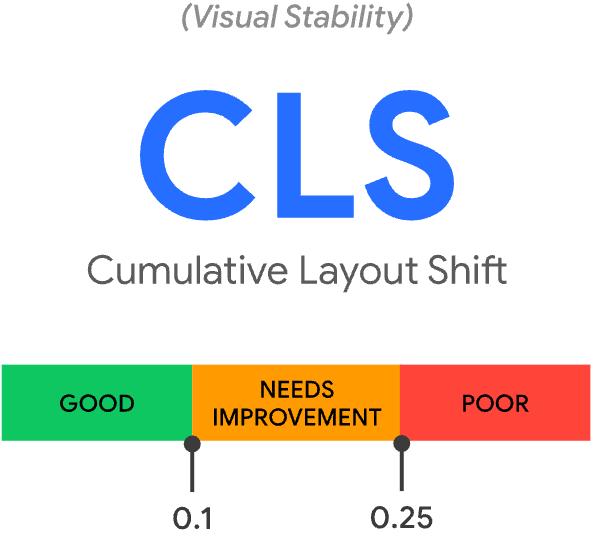 (Visual Stability)
CLS
Cumulative Layout Shift
GOOD
NEEDS
IMPROVEMENT
POOR
0.1
0.25